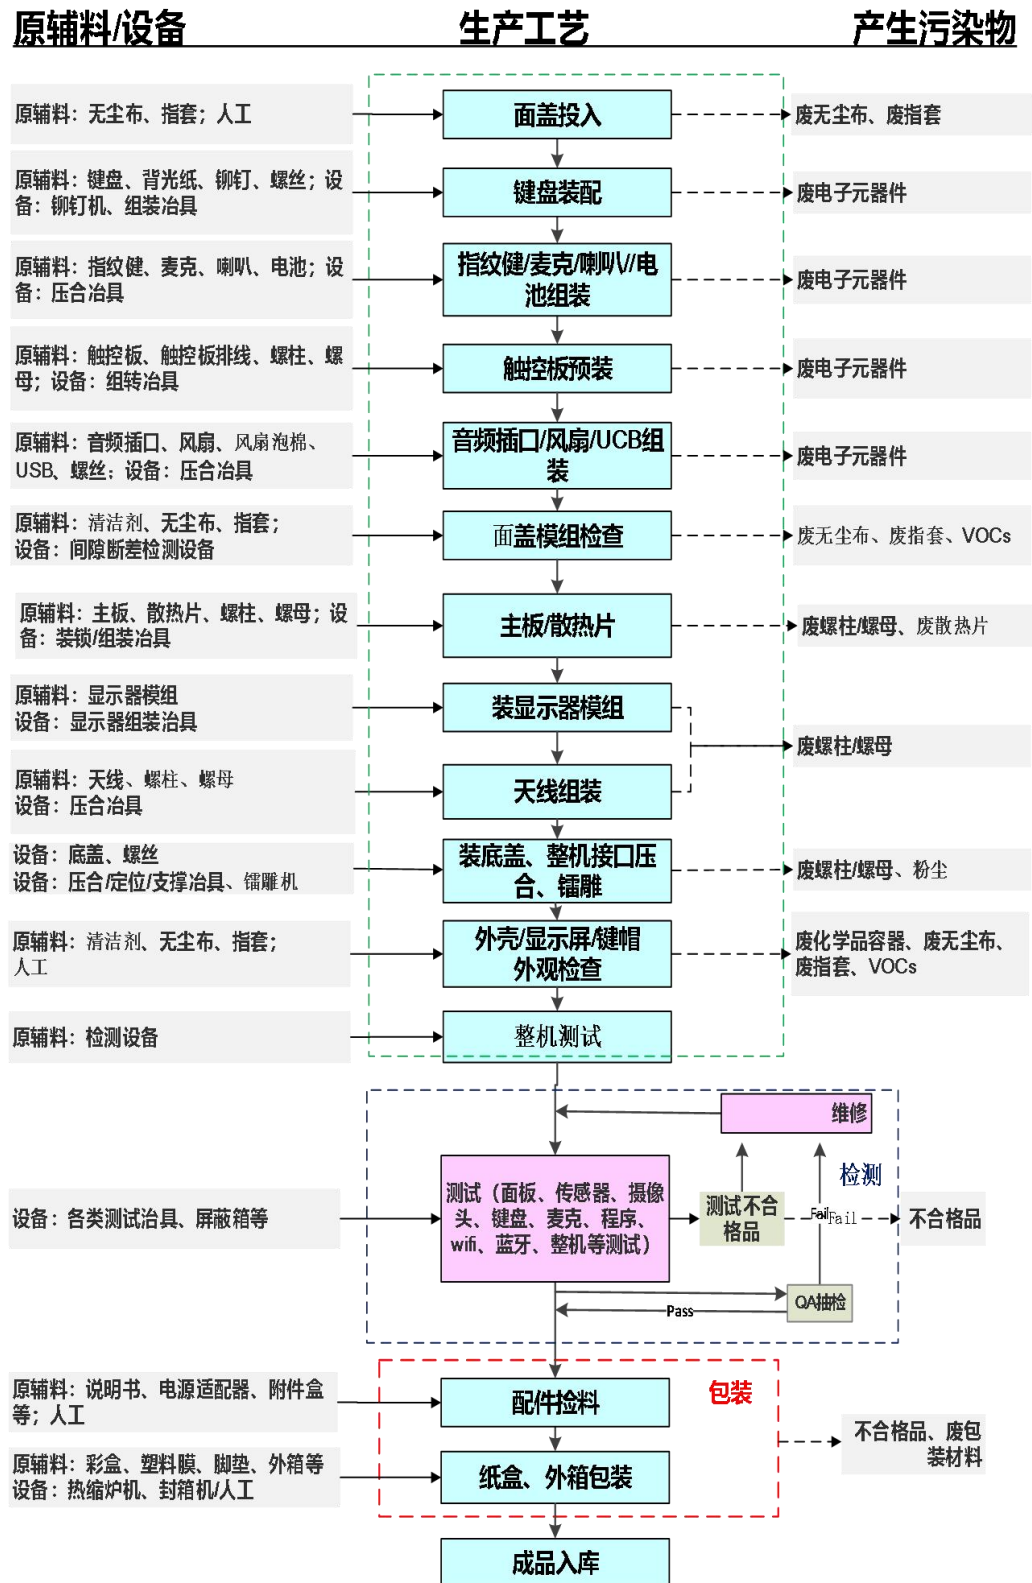 原辅料/设备
生产工艺
产生污染物
原辅料：无尘布、指套；人工
面盖投入
废无尘布、废指套
原辅料：键盘、背光纸、铆钉、螺丝；设
备：铆钉机、组装冶具
键盘装配
废电子元器件
原辅料：指纹健、麦克、喇叭、电池；设
备：压合冶具
指纹健/麦克/喇叭//电
池组装
废电子元器件
原辅料：触控板、触控板排线、螺柱、螺
母；设备：组转冶具
触控板预装
废电子元器件
原辅料：音频插口、风扇、风扇泡棉、
USB、螺丝；设备：压合冶具
音频插口/风扇/UCB组
装
废电子元器件
原辅料：清洁剂、无尘布、指套；
设备：间隙断差检测设备
面盖模组检查
废无尘布、废指套、VOCs
原辅料：主板、散热片、螺柱、螺母；设
备：装锁/组装冶具
主板/散热片
废螺柱/螺母、废散热片
原辅料：显示器模组
设备：显示器组装治具
装显示器模组
废螺柱/螺母
原辅料：天线、螺柱、螺母
设备：压合冶具
天线组装
设备：底盖、螺丝
设备：压合/定位/支撑冶具、镭雕机
装底盖、整机接口压
合、镭雕
废螺柱/螺母、粉尘
原辅料：清洁剂、无尘布、指套；
人工
外壳/显示屏/键帽
外观检查
废化学品容器、废无尘布、
废指套、VOCs
原辅料：检测设备
整机测试
维修
检测
设备：各类测试治具、屏蔽箱等
测试（面板、传感器、摄像
头、键盘、麦克、程序、
wifi、蓝牙、整机等测试）
测试不合
格品
Fail
Fail
不合格品
QA抽检
Pass
包装
原辅料：说明书、电源适配器、附件盒
等；人工
配件捡料
不合格品、废包
装材料
原辅料：彩盒、塑料膜、脚垫、外箱等
设备：热缩炉机、封箱机/人工
纸盒、外箱包装
成品入库